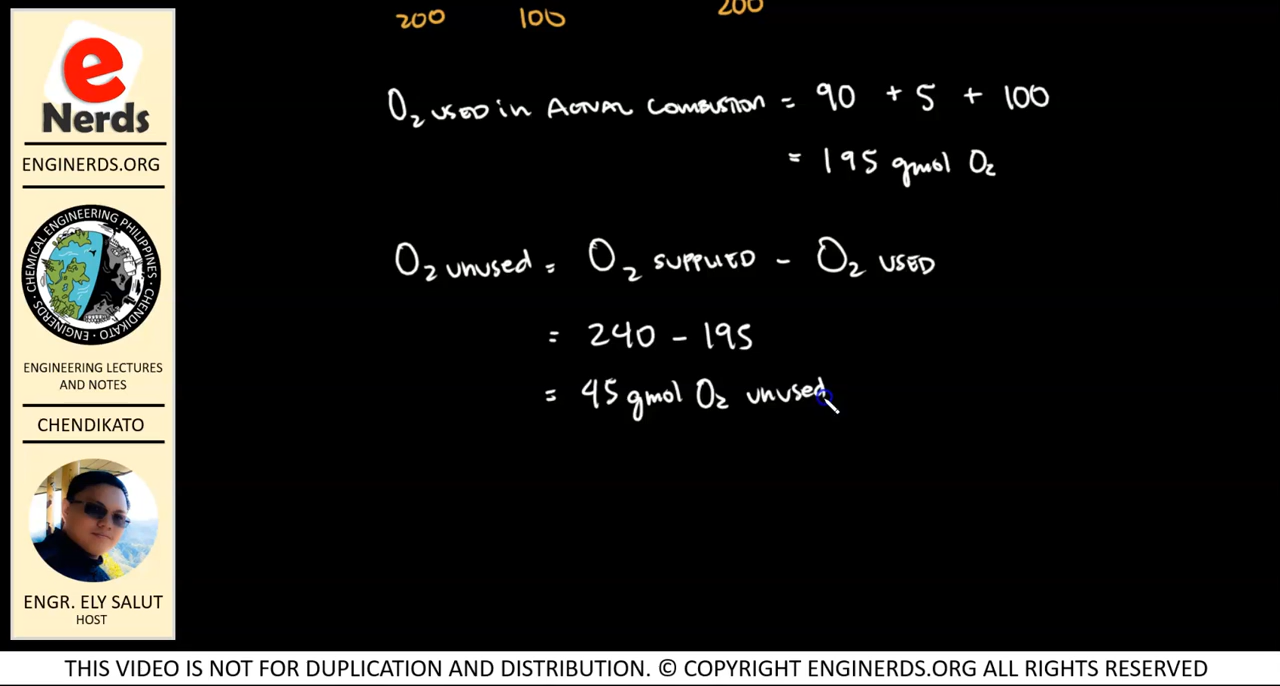 200 100 200
e
Nerds
ENGINERDS.ORG
CHEMICAL ENGINEERING PHILIPPINES
• CHENDIKATO • ENGINERDS •
ENGINEERING LECTURES
AND NOTES
CHENDIKATO
ENGR. ELY SALUT
HOST
O₂ USED in ACTUAL COMBUSTION = 90 + 5 + 100
= 195 gmol O₂
O₂ unused = O₂ SUPPLIED - O₂ USED
= 240 - 195
= 45 gmol O₂ unused
THIS VIDEO IS NOT FOR DUPLICATION AND DISTRIBUTION. © COPYRIGHT ENGINERDS.ORG ALL RIGHTS RESERVED